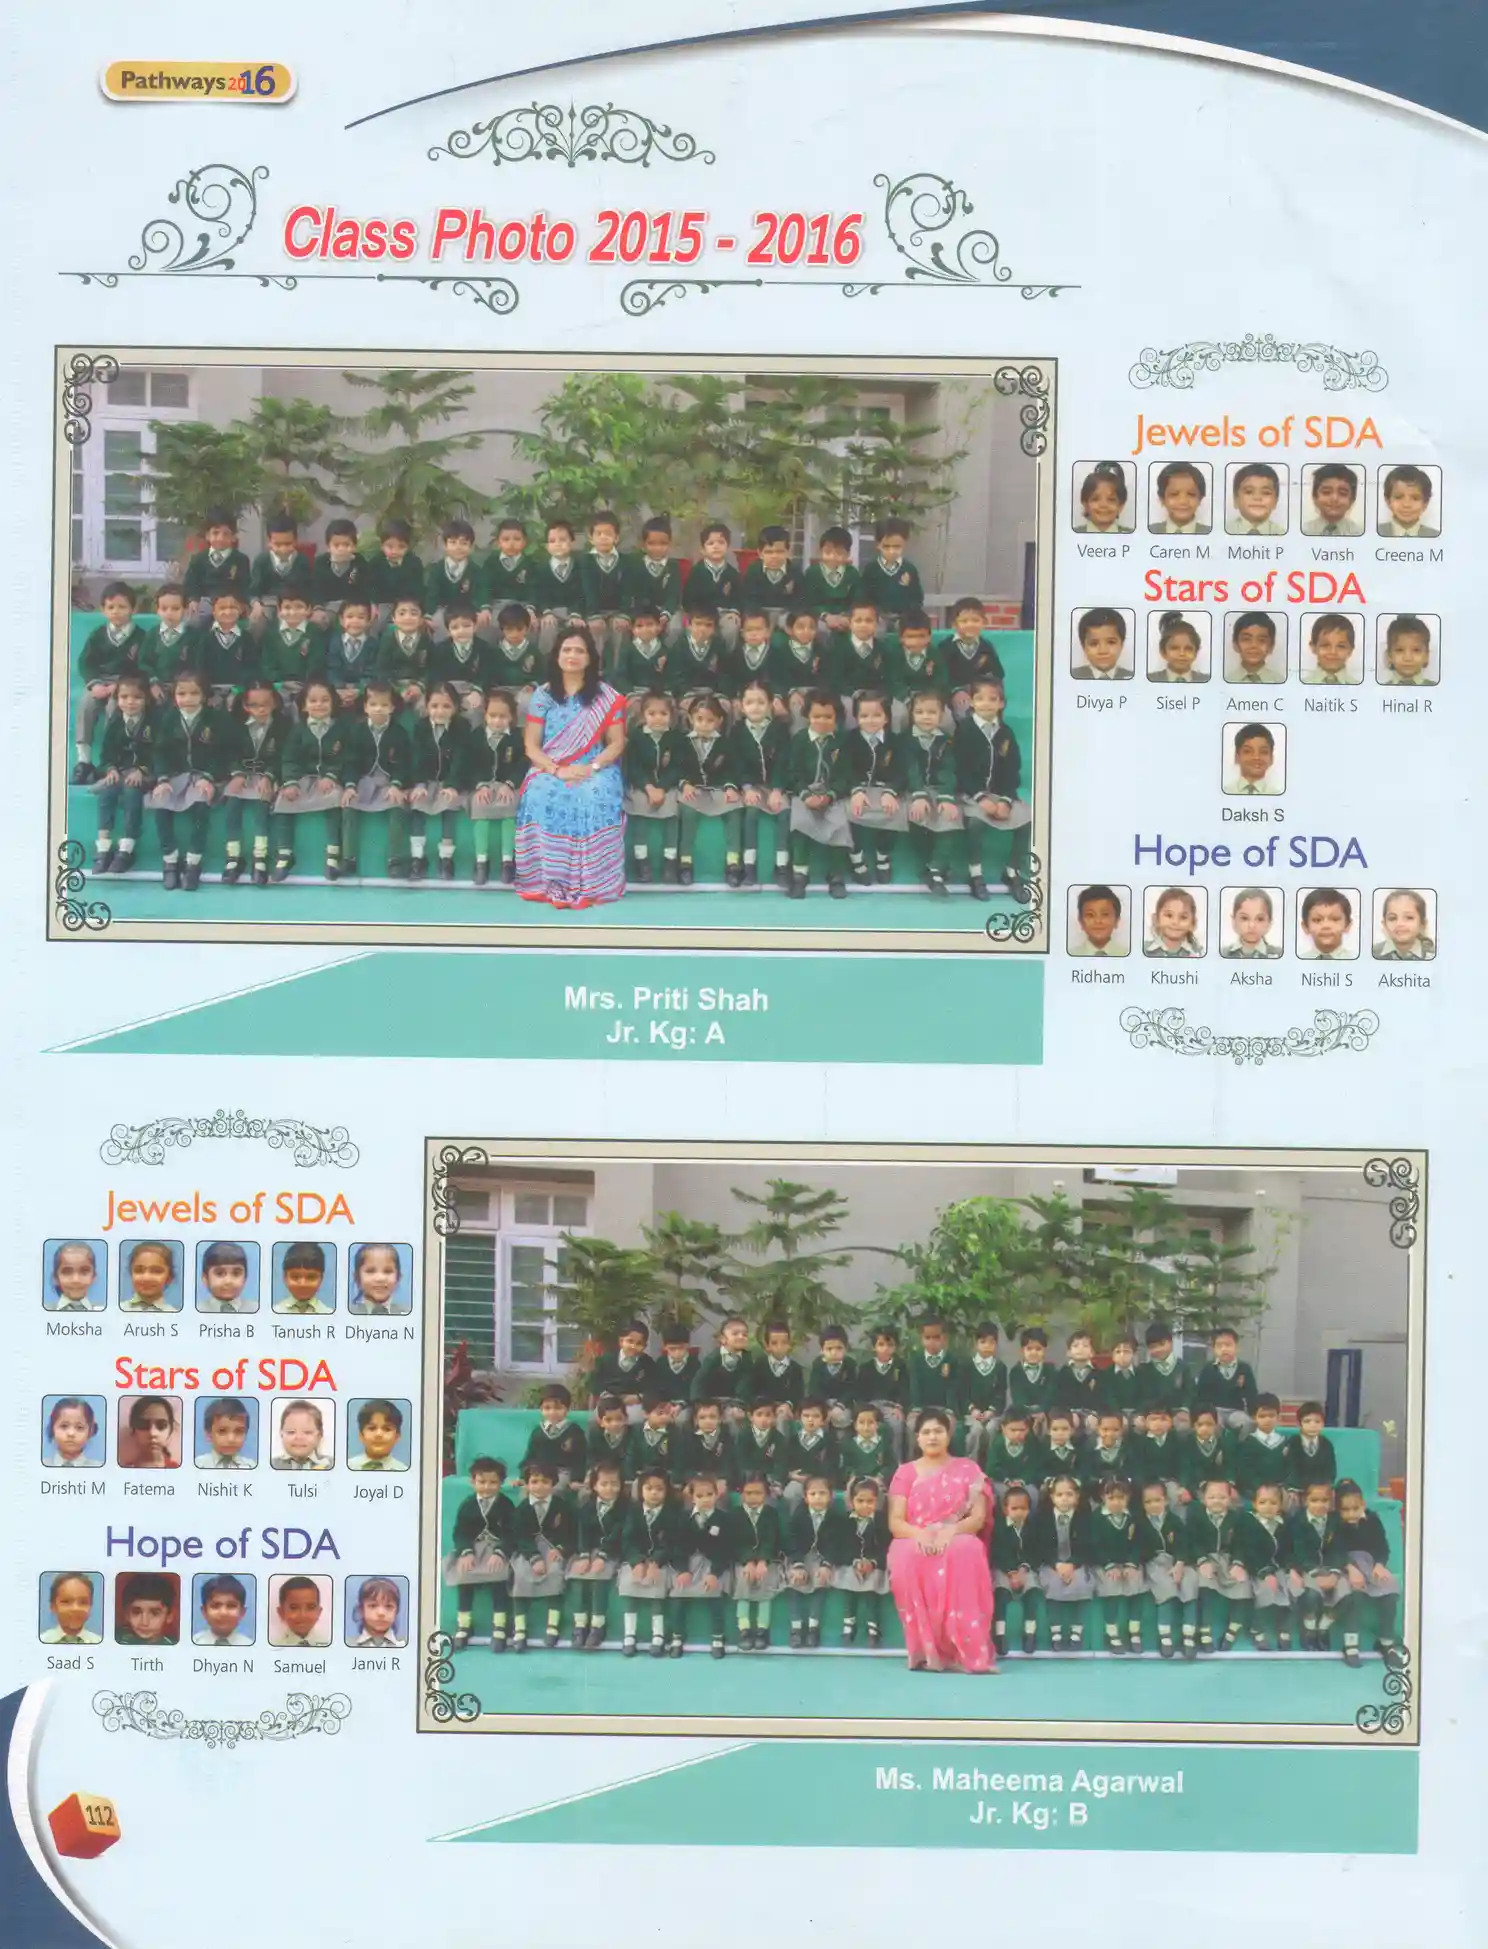 Pathways2016
Class Photo 2015 - 2016
Jewels of SDA
Veera P Caren M Mohit P Vansh Creena M
Stars of SDA
Divya P Sisel P Amen C Naitik S Hinal R
Daksh S
Hope of SDA
Ridham Khushi Aksha Nishil S Akshita
Mrs. Priti Shah
Jr. Kg: A
Jewels of SDA
Moksha Arush S Prisha B Tanush R Dhyana N
Stars of SDA
Drishti M Fatema Nishit K Tulsi Joyal D
Hope of SDA
Saad S Tirth Dhyan N Samuel Janvi R
Ms. Maheema Agarwal
Jr. Kg: B
112